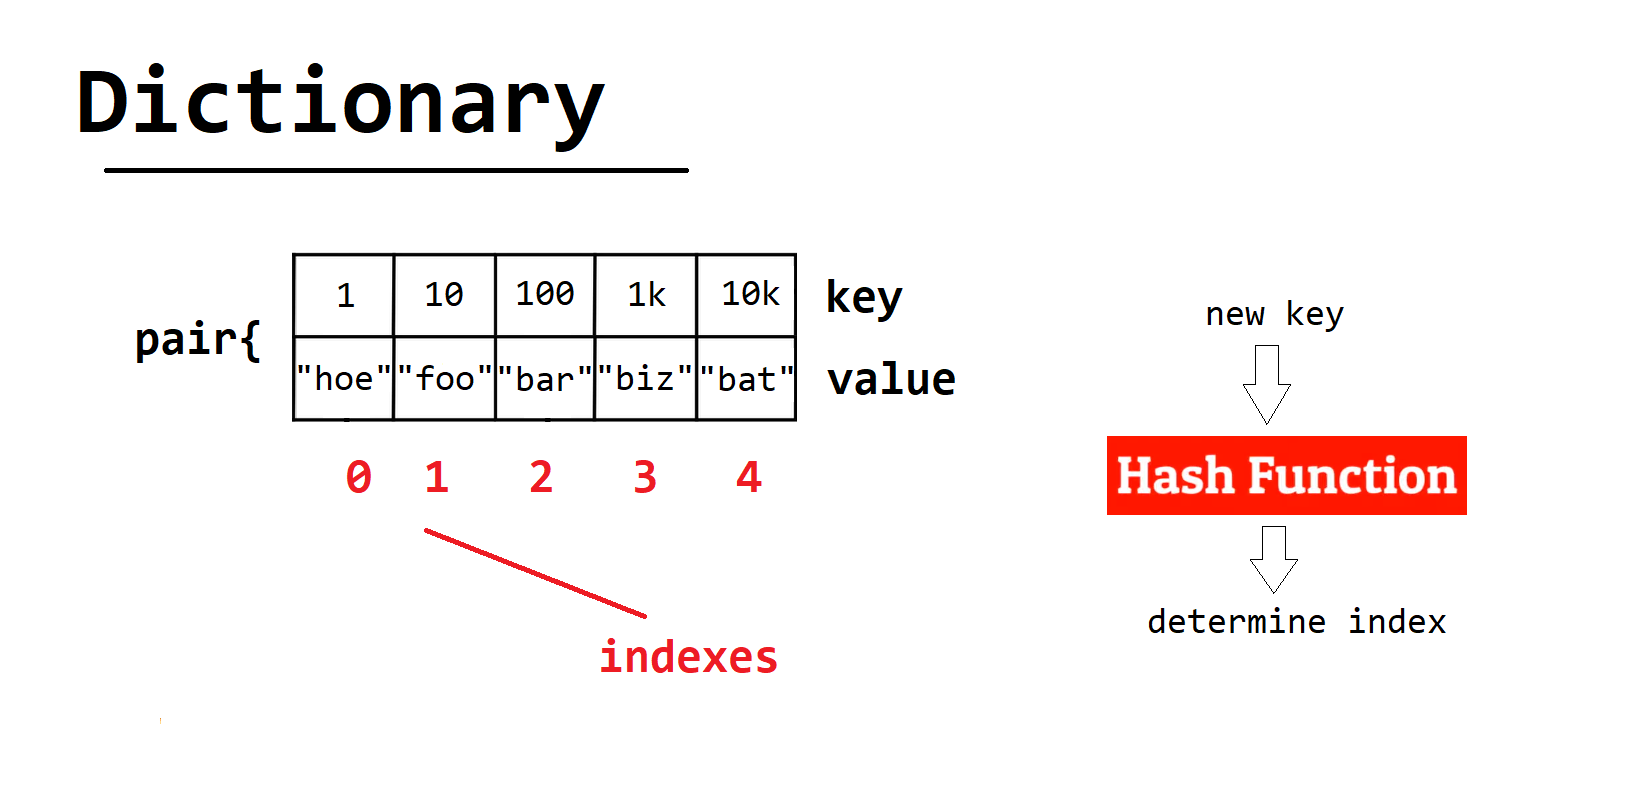 Dictionary
1 10 100 1k 10k key
pair{
"hoe" "foo" "bar" "biz" "bat" value
0 1 2 3 4
indexes
new key
Hash Function
determine index